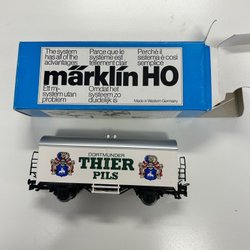 The system
has all of the
advantages
Parce que le
système est
tellement clair
Perchè il
sistema è così
semplice
märklin HO
Ett mj-
system utan
problem
Omdat het
systeem zo
duidelijk is
Made in Western Germany
DORTMUNDER
THIER
PILS